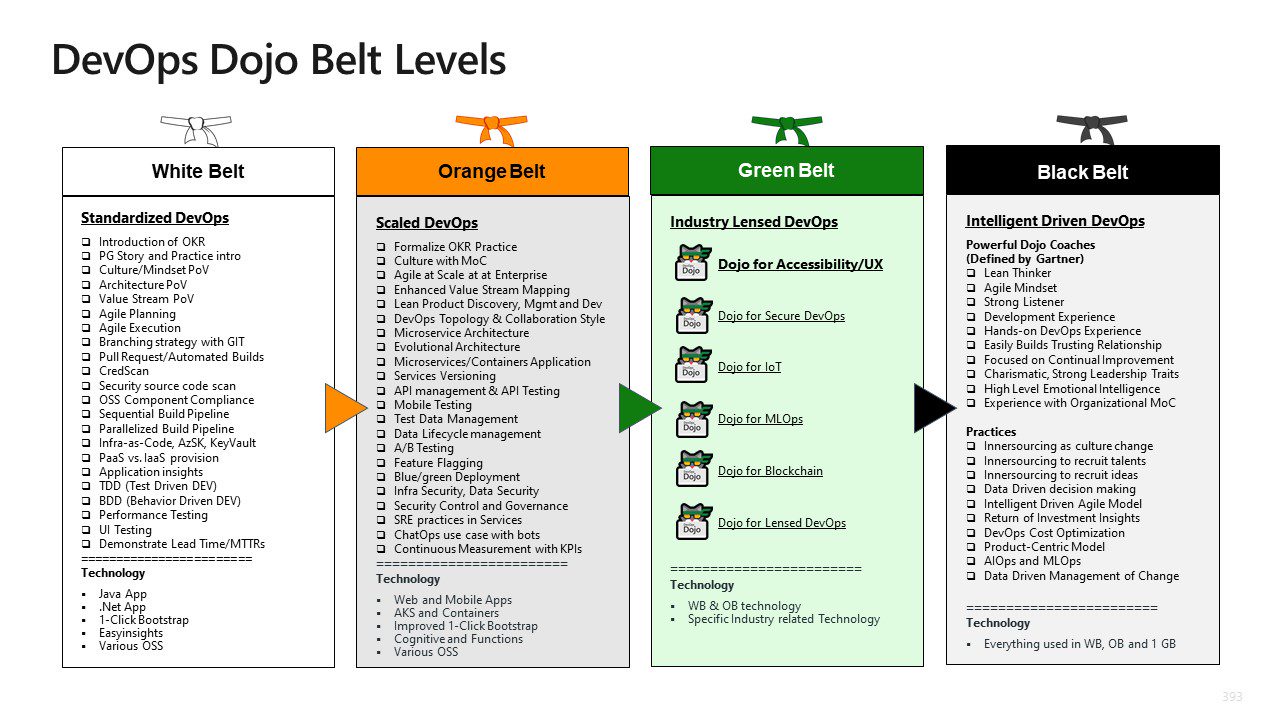 DevOps Dojo Belt Levels
White Belt
Standardized DevOps
Introduction of OKR
PG Story and Practice intro
Culture/Mindset PoV
Architecture PoV
Value Stream PoV
Agile Planning
Agile Execution
Branching strategy with GIT
Pull Request/Automated Builds
CredScan
Security source code scan
OSS Component Compliance
Sequential Build Pipeline
Parallelized Build Pipeline
Infra-as-Code, AzSK, KeyVault
PaaS vs. IaaS provision
Application insights
TDD (Test Driven DEV)
BDD (Behavior Driven DEV)
Performance Testing
UI Testing
Demonstrate Lead Time/MTTRs
========================
Technology
Java App
.Net App
1-Click Bootstrap
Easyinsights
Various OSS
Orange Belt
Scaled DevOps
Formalize OKR Practice
Culture with MoC
Agile at Scale at at Enterprise
Enhanced Value Stream Mapping
Lean Product Discovery, Mgmt and Dev
DevOps Topology & Collaboration Style
Microservice Architecture
Evolutional Architecture
Microservices/Containers Application
Services Versioning
API management & API Testing
Mobile Testing
Test Data Management
Data Lifecycle management
A/B Testing
Feature Flagging
Blue/green Deployment
Infra Security, Data Security
Security Control and Governance
SRE practices in Services
ChatOps use case with bots
Continuous Measurement with KPIs
========================
Technology
Web and Mobile Apps
AKS and Containers
Improved 1-Click Bootstrap
Cognitive and Functions
Various OSS
Green Belt
Industry Lensed DevOps
Dojo
Dojo for Accessibility/UX
Dojo
Dojo for Secure DevOps
Dojo
Dojo for IoT
Dojo
Dojo for MLOps
Dojo
Dojo for Blockchain
Dojo
Dojo for Lensed DevOps
========================
Technology
WB & OB technology
Specific Industry related Technology
Black Belt
Intelligent Driven DevOps
Powerful Dojo Coaches
(Defined by Gartner)
Lean Thinker
Agile Mindset
Strong Listener
Development Experience
Hands-on DevOps Experience
Easily Builds Trusting Relationship
Focused on Continual Improvement
Charismatic, Strong Leadership Traits
High Level Emotional Intelligence
Experience with Organizational MoC
Practices
Innersourcing as culture change
Innersourcing to recruit talents
Innersourcing to recruit ideas
Data Driven decision making
Intelligent Driven Agile Model
Return of Investment Insights
DevOps Cost Optimization
Product-Centric Model
AIOps and MLOps
Data Driven Management of Change
========================
Technology
Everything used in WB, OB and 1 GB
393